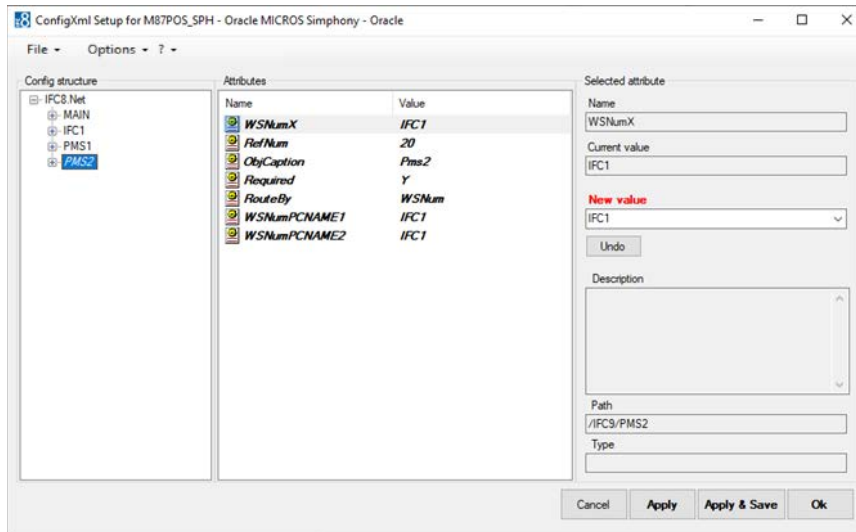 ConfigXml Setup for M87POS_SPH - Oracle MICROS Simphony - Oracle
File Options ?
Config structure
IFC8.Net
MAIN
IFC1
PMS1
PMS2
Attributes
Name Value
WSNumX IFC1
RefNum 20
ObjCaption Pms2
Required Y
RouteBy WSNum
WSNumPCNAME1 IFC1
WSNumPCNAME2 IFC1
Selected attribute
Name
WSNumX
Current value
IFC1
New value
IFC1
Undo
Description
Path
/IFC9/PMS2
Type
Cancel Apply Apply & Save Ok